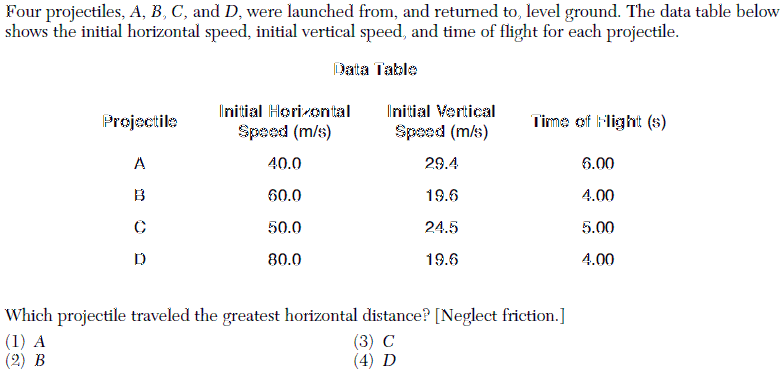 Four projectiles, A, B, C, and D, were launched from, and returned to, level ground. The data table below
shows the initial horizontal speed, initial vertical speed, and time of flight for each projectile.
Data Table
Projectile Initial Horizontal Speed (m/s) Initial Vertical Speed (m/s) Time of Flight (s)
A 40.0 29.4 6.00
B 60.0 19.6 4.00
C 50.0 24.5 5.00
D 80.0 19.6 4.00
Which projectile traveled the greatest horizontal distance? [Neglect friction.]
(1) A (3) C
(2) B (4) D